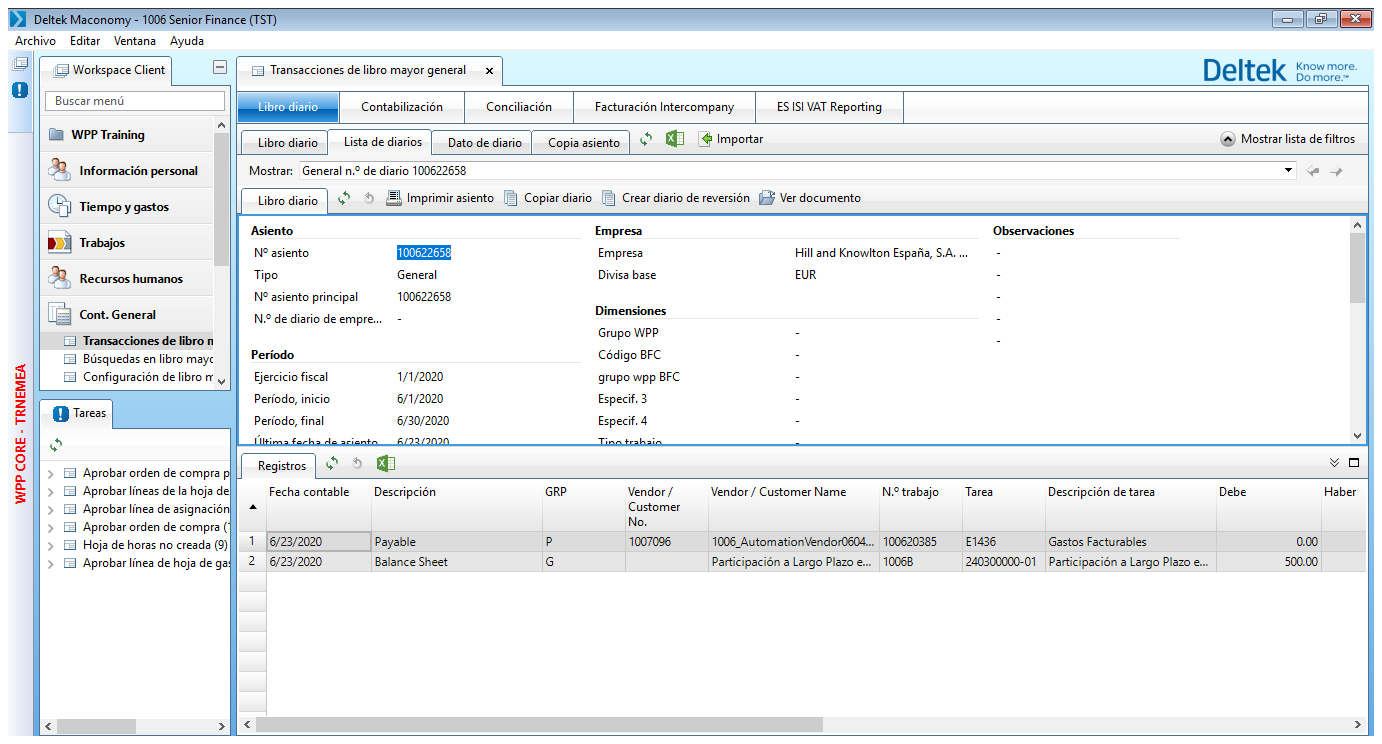 Deltek Maconomy - 1006 Senior Finance (TST)
Archivo Editar Ventana Ayuda
Workspace Client
Transacciones de libro mayor general
Deltek Know more. Do more.™
Buscar menú
Libro diario Contabilización Conciliación Facturación Intercompany ES ISI VAT Reporting
WPP Training
Libro diario Lista de diarios Dato de diario Copia asiento Importar Mostrar lista de filtros
Información personal
Mostrar: General n.º de diario 100622658
Tiempo y gastos
Libro diario Imprimir asiento Copiar diario Crear diario de reversión Ver documento
Trabajos
Recursos humanos
Cont. General
Transacciones de libro n
Búsquedas en libro mayo
Configuración de libro m
Asiento
Nº asiento 100622658
Tipo General
Nº asiento principal 100622658
N.º de diario de empre... -
Período
Ejercicio fiscal 1/1/2020
Período, inicio 6/1/2020
Período, final 6/30/2020
Última fecha de asiento 6/23/2020
Empresa
Empresa Hill and Knowlton España, S.A. ...
Divisa base EUR
Dimensiones
Grupo WPP -
Código BFC -
grupo wpp BFC -
Especif. 3 -
Especif. 4 -
Tipo trabajo -
Observaciones
-
-
-
-
-
WPP CORE - TRNEMEA
Tareas
Aprobar orden de compra p
Aprobar líneas de la hoja de
Aprobar línea de asignación
Aprobar orden de compra (
Hoja de horas no creada (9)
Aprobar línea de hoja de gas
Registros
Fecha contable Descripción GRP Vendor / Customer No. Vendor / Customer Name N.º trabajo Tarea Descripción de tarea Debe Haber
1 6/23/2020 Payable P 1007096 1006_AutomationVendor0604... 100620385 E1436 Gastos Facturables 0.00
2 6/23/2020 Balance Sheet G Participación a Largo Plazo e... 1006B 240300000-01 Participación a Largo Plazo e... 500.00